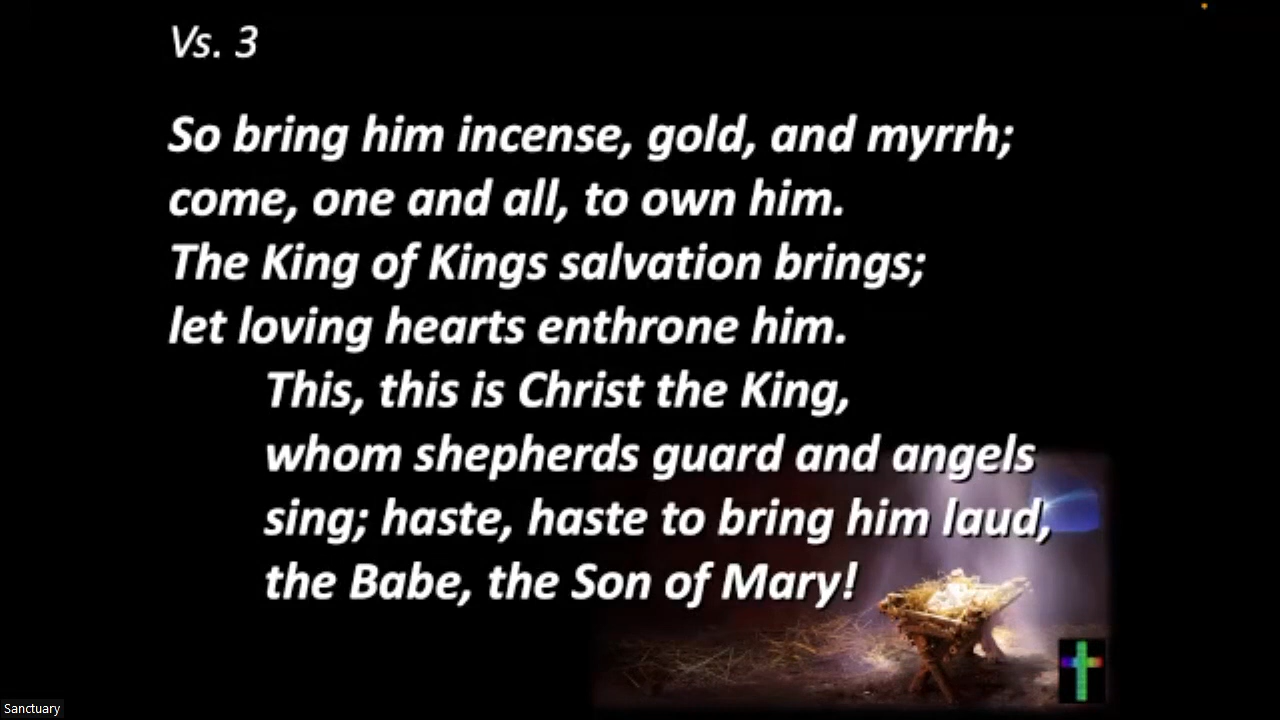 Vs. 3
So bring him incense, gold, and myrrh;
come, one and all, to own him.
The King of Kings salvation brings;
let loving hearts enthrone him.
This, this is Christ the King,
whom shepherds guard and angels
sing; haste, haste to bring him laud,
the Babe, the Son of Mary!
Sanctuary